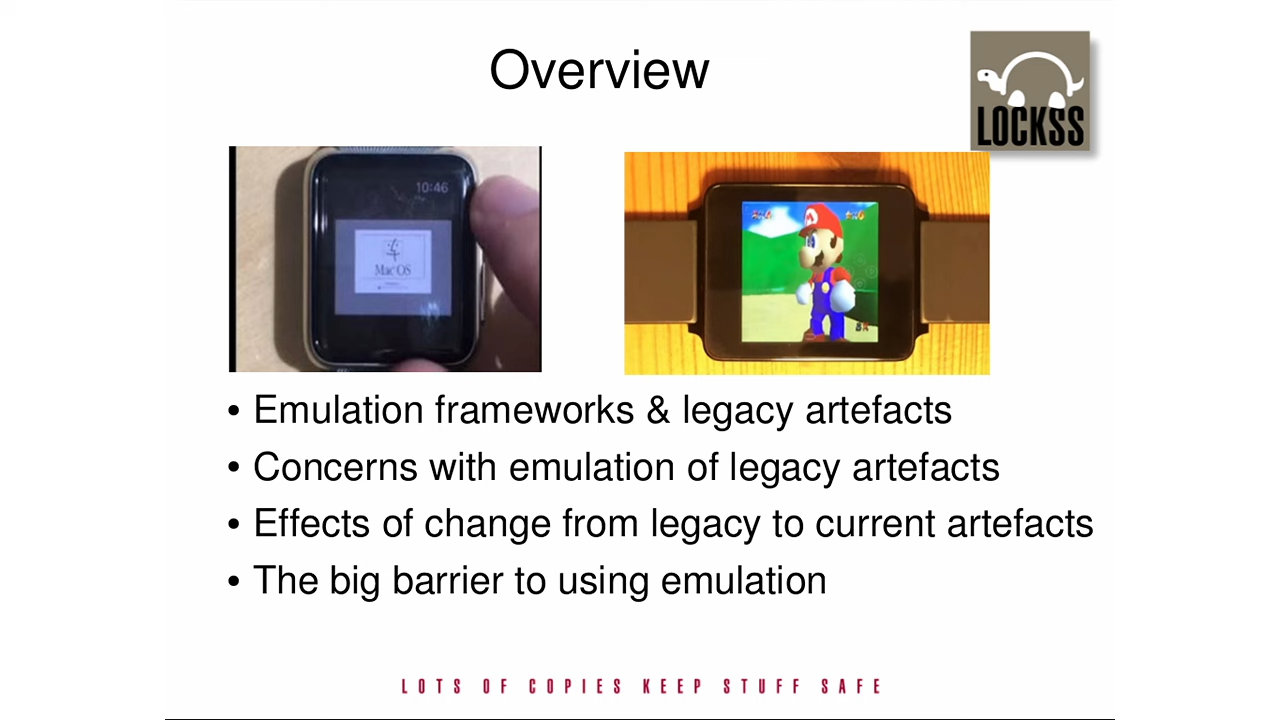 Overview
LOCKSS
10:46
Mac OS
• Emulation frameworks & legacy artefacts
• Concerns with emulation of legacy artefacts
• Effects of change from legacy to current artefacts
• The big barrier to using emulation
LOTS OF COPIES KEEP STUFF SAFE